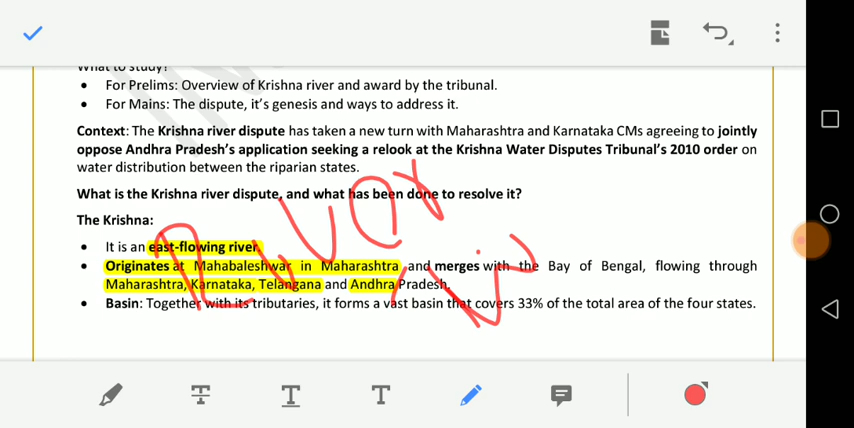 What to study?
• For Prelims: Overview of Krishna river and award by the tribunal.
• For Mains: The dispute, it's genesis and ways to address it.
Context: The Krishna river dispute has taken a new turn with Maharashtra and Karnataka CMs agreeing to jointly
oppose Andhra Pradesh's application seeking a relook at the Krishna Water Disputes Tribunal's 2010 order on
water distribution between the riparian states.
What is the Krishna river dispute, and what has been done to resolve it?
The Krishna:
• It is an east-flowing river.
• Originates at Mahabaleshwar in Maharashtra and merges with the Bay of Bengal, flowing through
Maharashtra, Karnataka, Telangana and Andhra Pradesh.
• Basin: Together with its tributaries, it forms a vast basin that covers 33% of the total area of the four states.